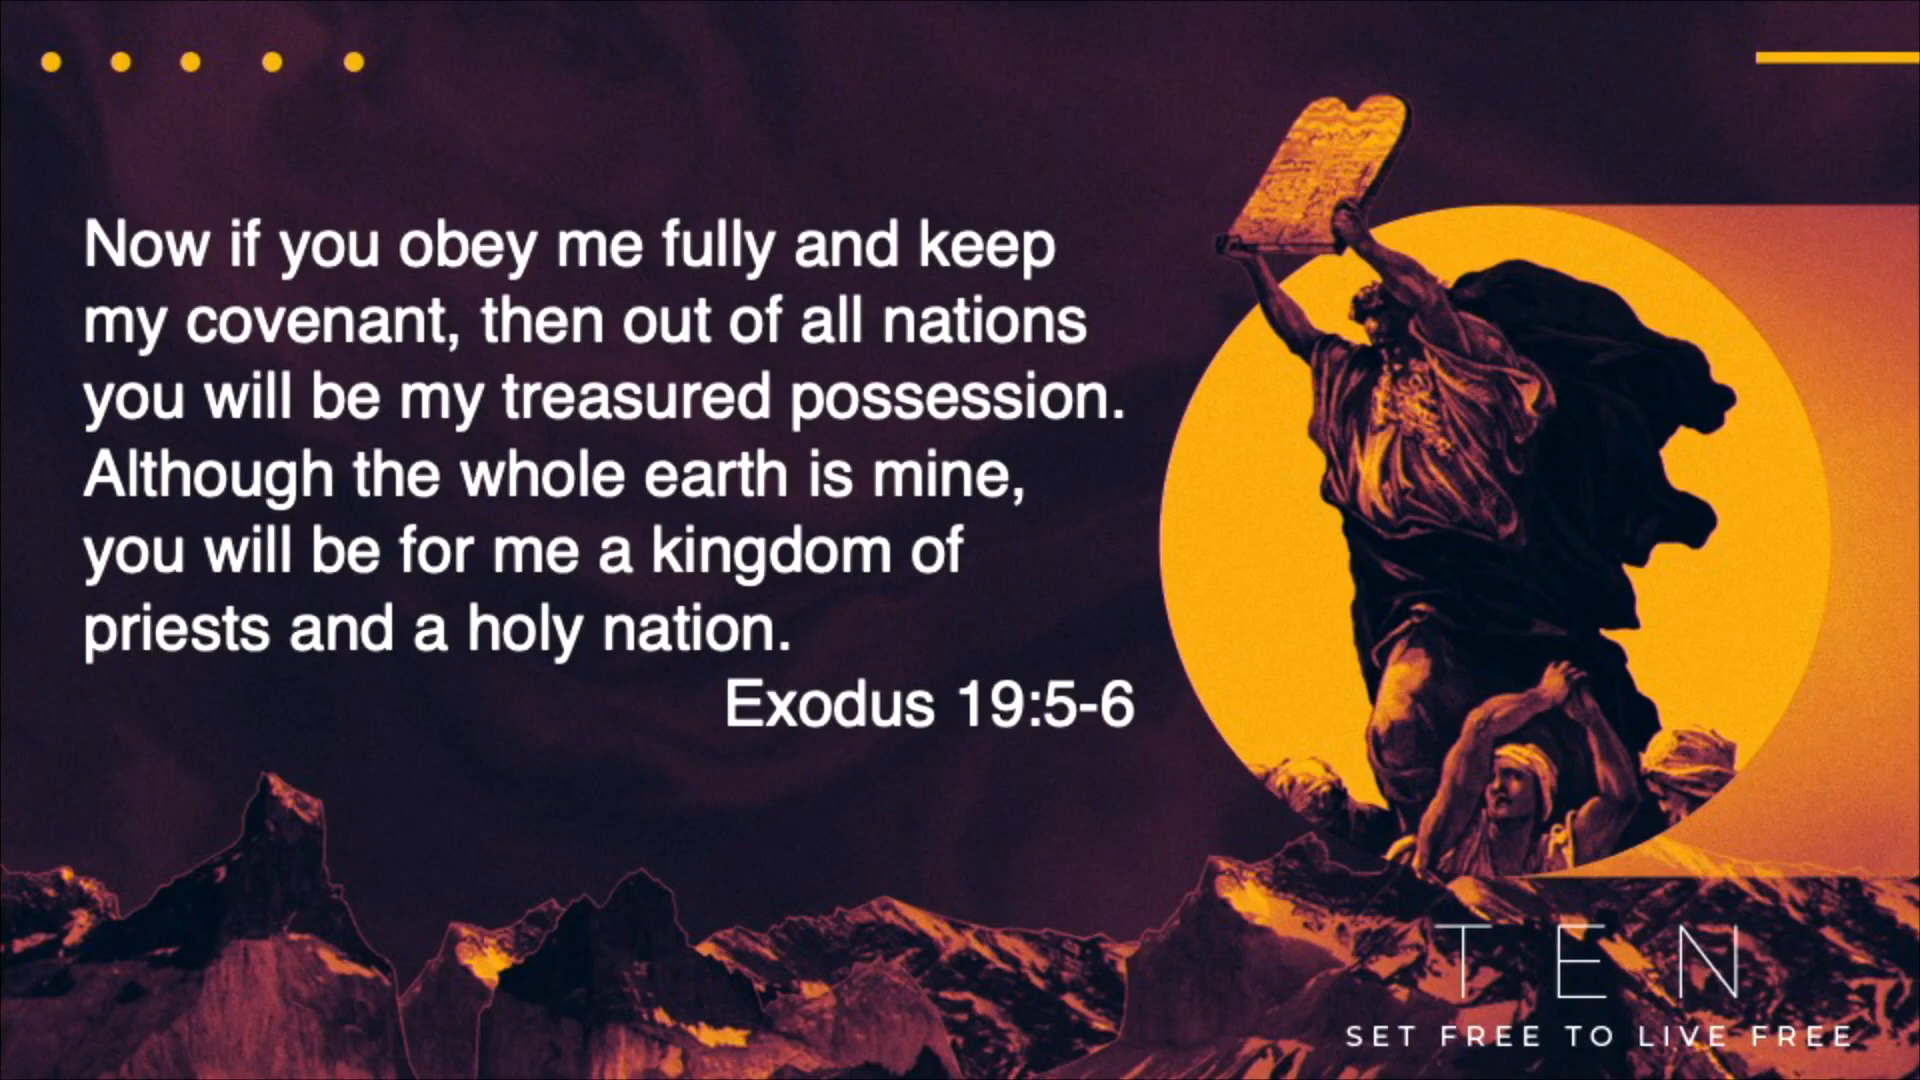 Now if you obey me fully and keep
my covenant, then out of all nations
you will be my treasured possession.
Although the whole earth is mine,
you will be for me a kingdom of
priests and a holy nation.
Exodus 19:5-6
TEN
SET FREE TO LIVE FREE